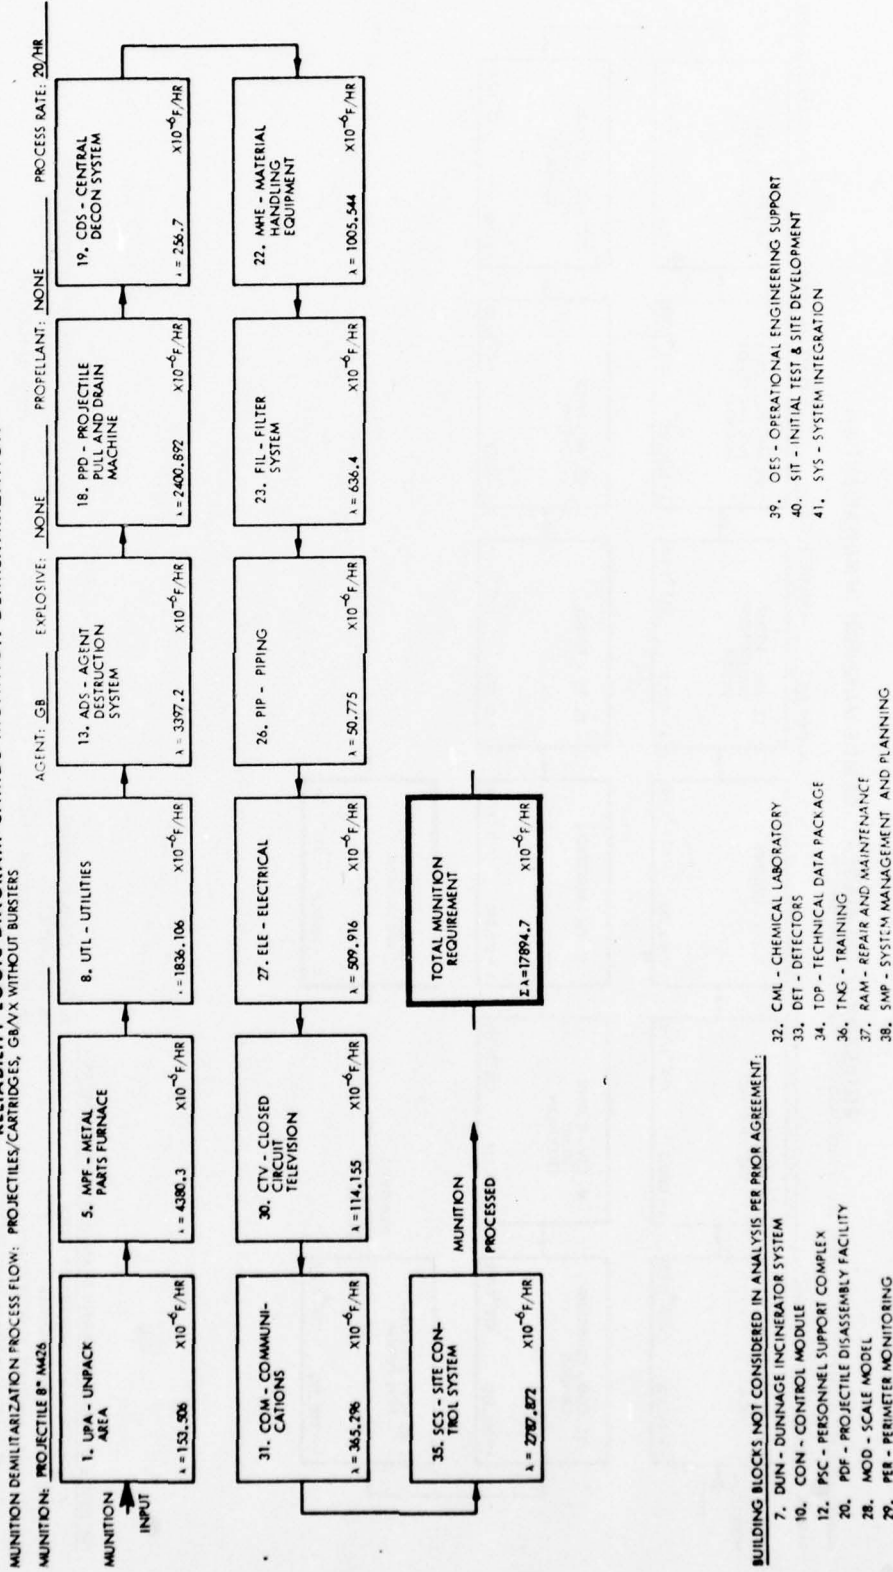 MUNITION DEMILITARIZATION PROCESS FLOW: PROJECTILES/CARTRIDGES, GB/VX WITHOUT BURSTERS
MUNITION: PROJECTILE 8" M426 AGENT: GB EXPLOSIVE: NONE PROPELLANT: NONE PROCESS RATE: 20/HR
MUNITION
INPUT
1. UPA - UNPACK
AREA
λ = 153.506 X10⁻⁶F/HR
5. MPF - METAL
PARTS FURNACE
λ = 4380.3 X10⁻⁶F/HR
8. UTL - UTILITIES
= 1836.106 X10⁻⁶F/HR
13. ADS - AGENT
DESTRUCTION
SYSTEM
λ = 3397.2 X10⁻⁶F/HR
18. PPD - PROJECTILE
PULL AND DRAIN
MACHINE
λ = 2400.892 X10⁻⁶F/HR
19. CDS - CENTRAL
DECON SYSTEM
λ = 256.7 X10⁻⁶F/HR
22. MHE - MATERIAL
HANDLING
EQUIPMENT
λ = 1005.544 X10⁻⁶F/HR
23. FIL - FILTER
SYSTEM
λ = 636.4 X10⁻⁶F/HR
26. PIP - PIPING
λ = 50.775 X10⁻⁶F/HR
27. ELE - ELECTRICAL
λ = 509.916 X10⁻⁶F/HR
30. CTV - CLOSED
CIRCUIT
TELEVISION
λ = 114.155 X10⁻⁶F/HR
31. COM - COMMUNI-
CATIONS
λ = 365.296 X10⁻⁶F/HR
35. SCS - SITE CON-
TROL SYSTEM
λ = 2787.872 X10⁻⁶F/HR
MUNITION
PROCESSED
TOTAL MUNITION
REQUIREMENT
Σλ=17894.7 X10⁻⁶F/HR
BUILDING BLOCKS NOT CONSIDERED IN ANALYSIS PER PRIOR AGREEMENT:
7. DUN - DUNNAGE INCINERATOR SYSTEM
10. CON - CONTROL MODULE
12. PSC - PERSONNEL SUPPORT COMPLEX
20. PDF - PROJECTILE DISASSEMBLY FACILITY
28. MOD - SCALE MODEL
29. PER - PERIMETER MONITORING
32. CML - CHEMICAL LABORATORY
33. DET - DETECTORS
34. TDP - TECHNICAL DATA PACKAGE
36. TNG - TRAINING
37. RAM - REPAIR AND MAINTENANCE
38. SMP - SYSTEM MANAGEMENT AND PLANNING
39. OES - OPERATIONAL ENGINEERING SUPPORT
40. SIT - INITIAL TEST & SITE DEVELOPMENT
41. SYS - SYSTEM INTEGRATION